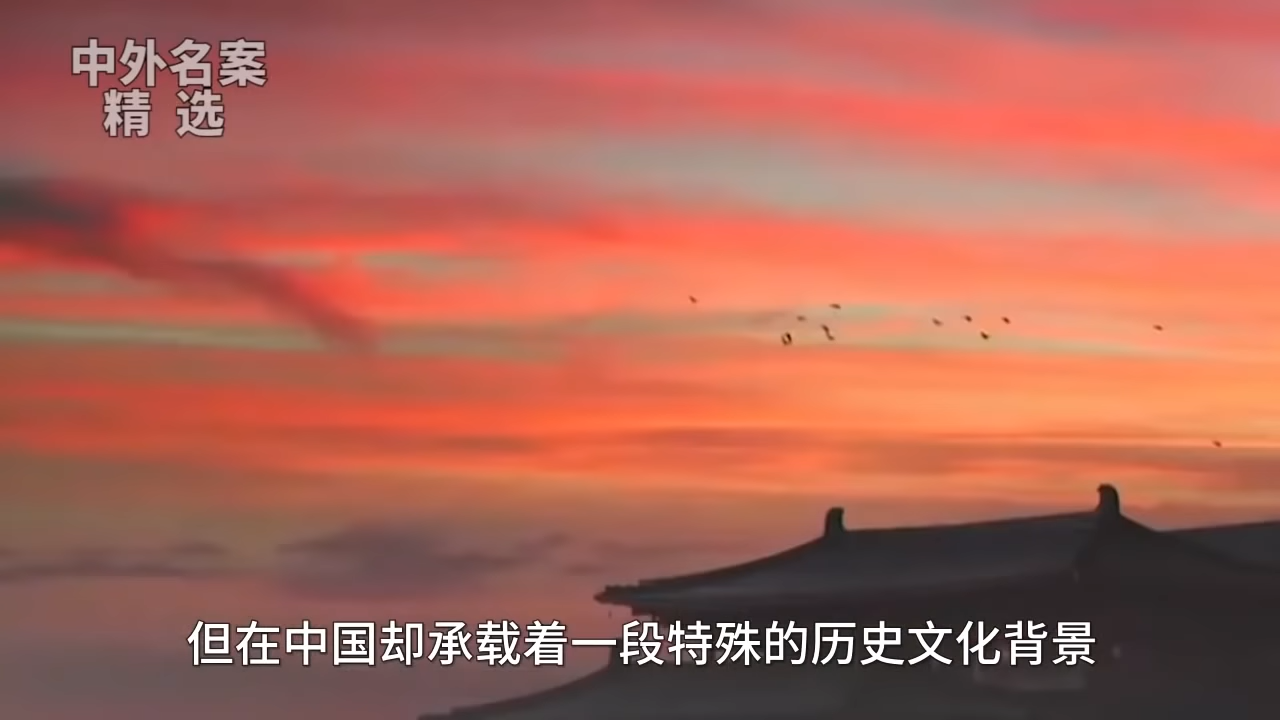 中外名案
精选
但在中国却承载着一段特殊的历史文化背景